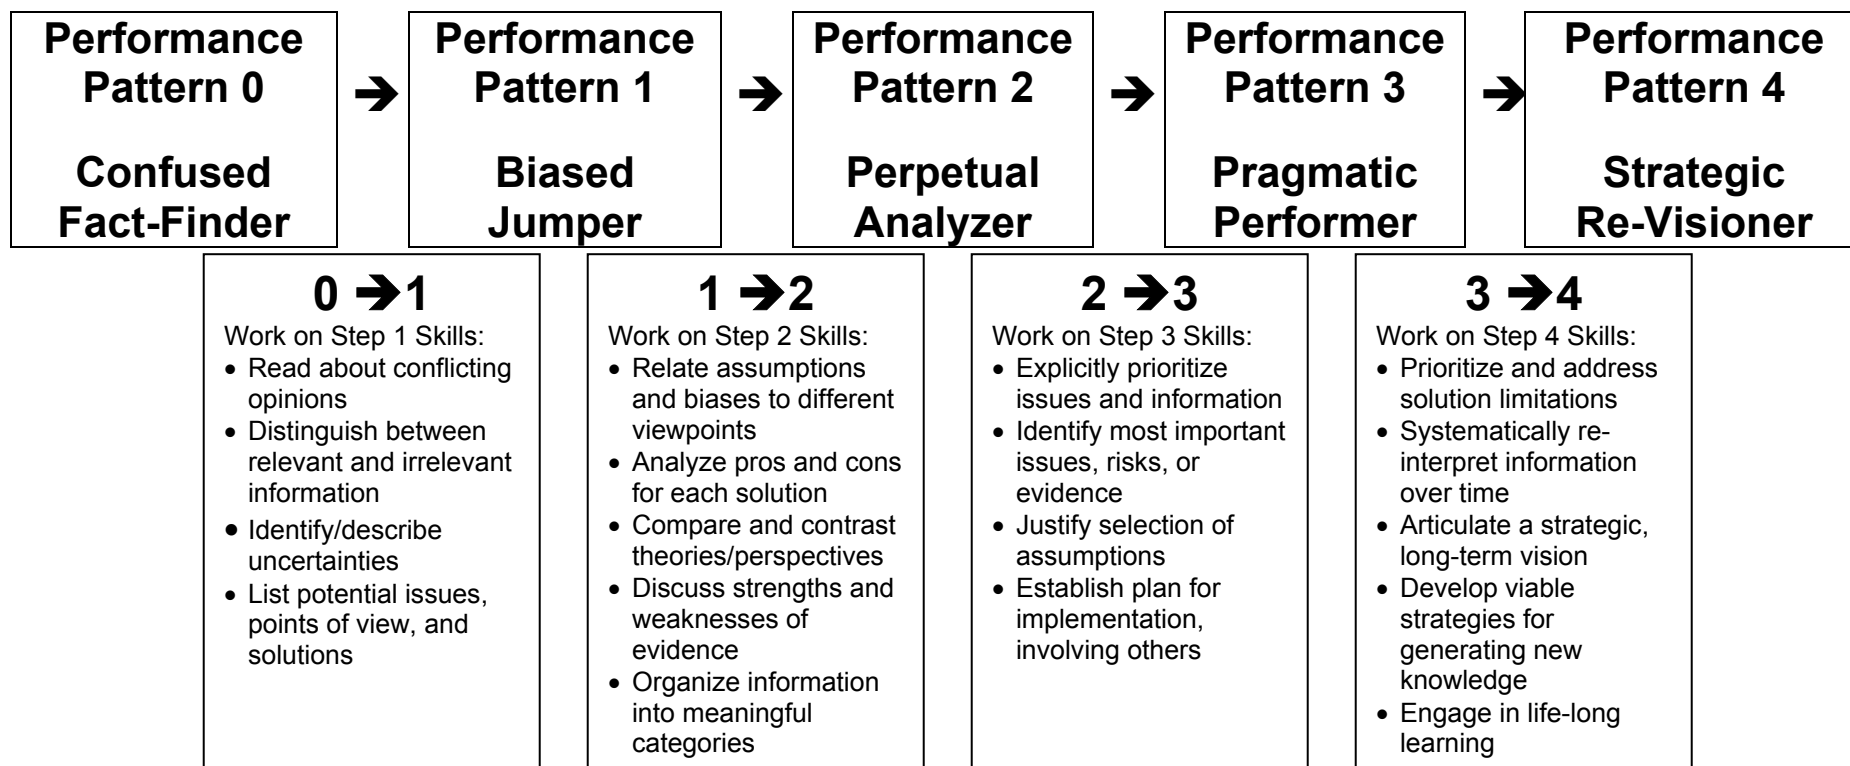 Performance
Pattern 0
Confused
Fact-Finder
➔
Performance
Pattern 1
Biased
Jumper
➔
Performance
Pattern 2
Perpetual
Analyzer
➔
Performance
Pattern 3
Pragmatic
Performer
➔
Performance
Pattern 4
Strategic
Re-Visioner
0 ➔1
Work on Step 1 Skills:
• Read about conflicting
opinions
• Distinguish between
relevant and irrelevant
information
• Identify/describe
uncertainties
• List potential issues,
points of view, and
solutions
1 ➔2
Work on Step 2 Skills:
• Relate assumptions
and biases to different
viewpoints
• Analyze pros and cons
for each solution
• Compare and contrast
theories/perspectives
• Discuss strengths and
weaknesses of
evidence
• Organize information
into meaningful
categories
2 ➔3
Work on Step 3 Skills:
• Explicitly prioritize
issues and information
• Identify most important
issues, risks, or
evidence
• Justify selection of
assumptions
• Establish plan for
implementation,
involving others
3 ➔4
Work on Step 4 Skills:
• Prioritize and address
solution limitations
• Systematically re-
interpret information
over time
• Articulate a strategic,
long-term vision
• Develop viable
strategies for
generating new
knowledge
• Engage in life-long
learning